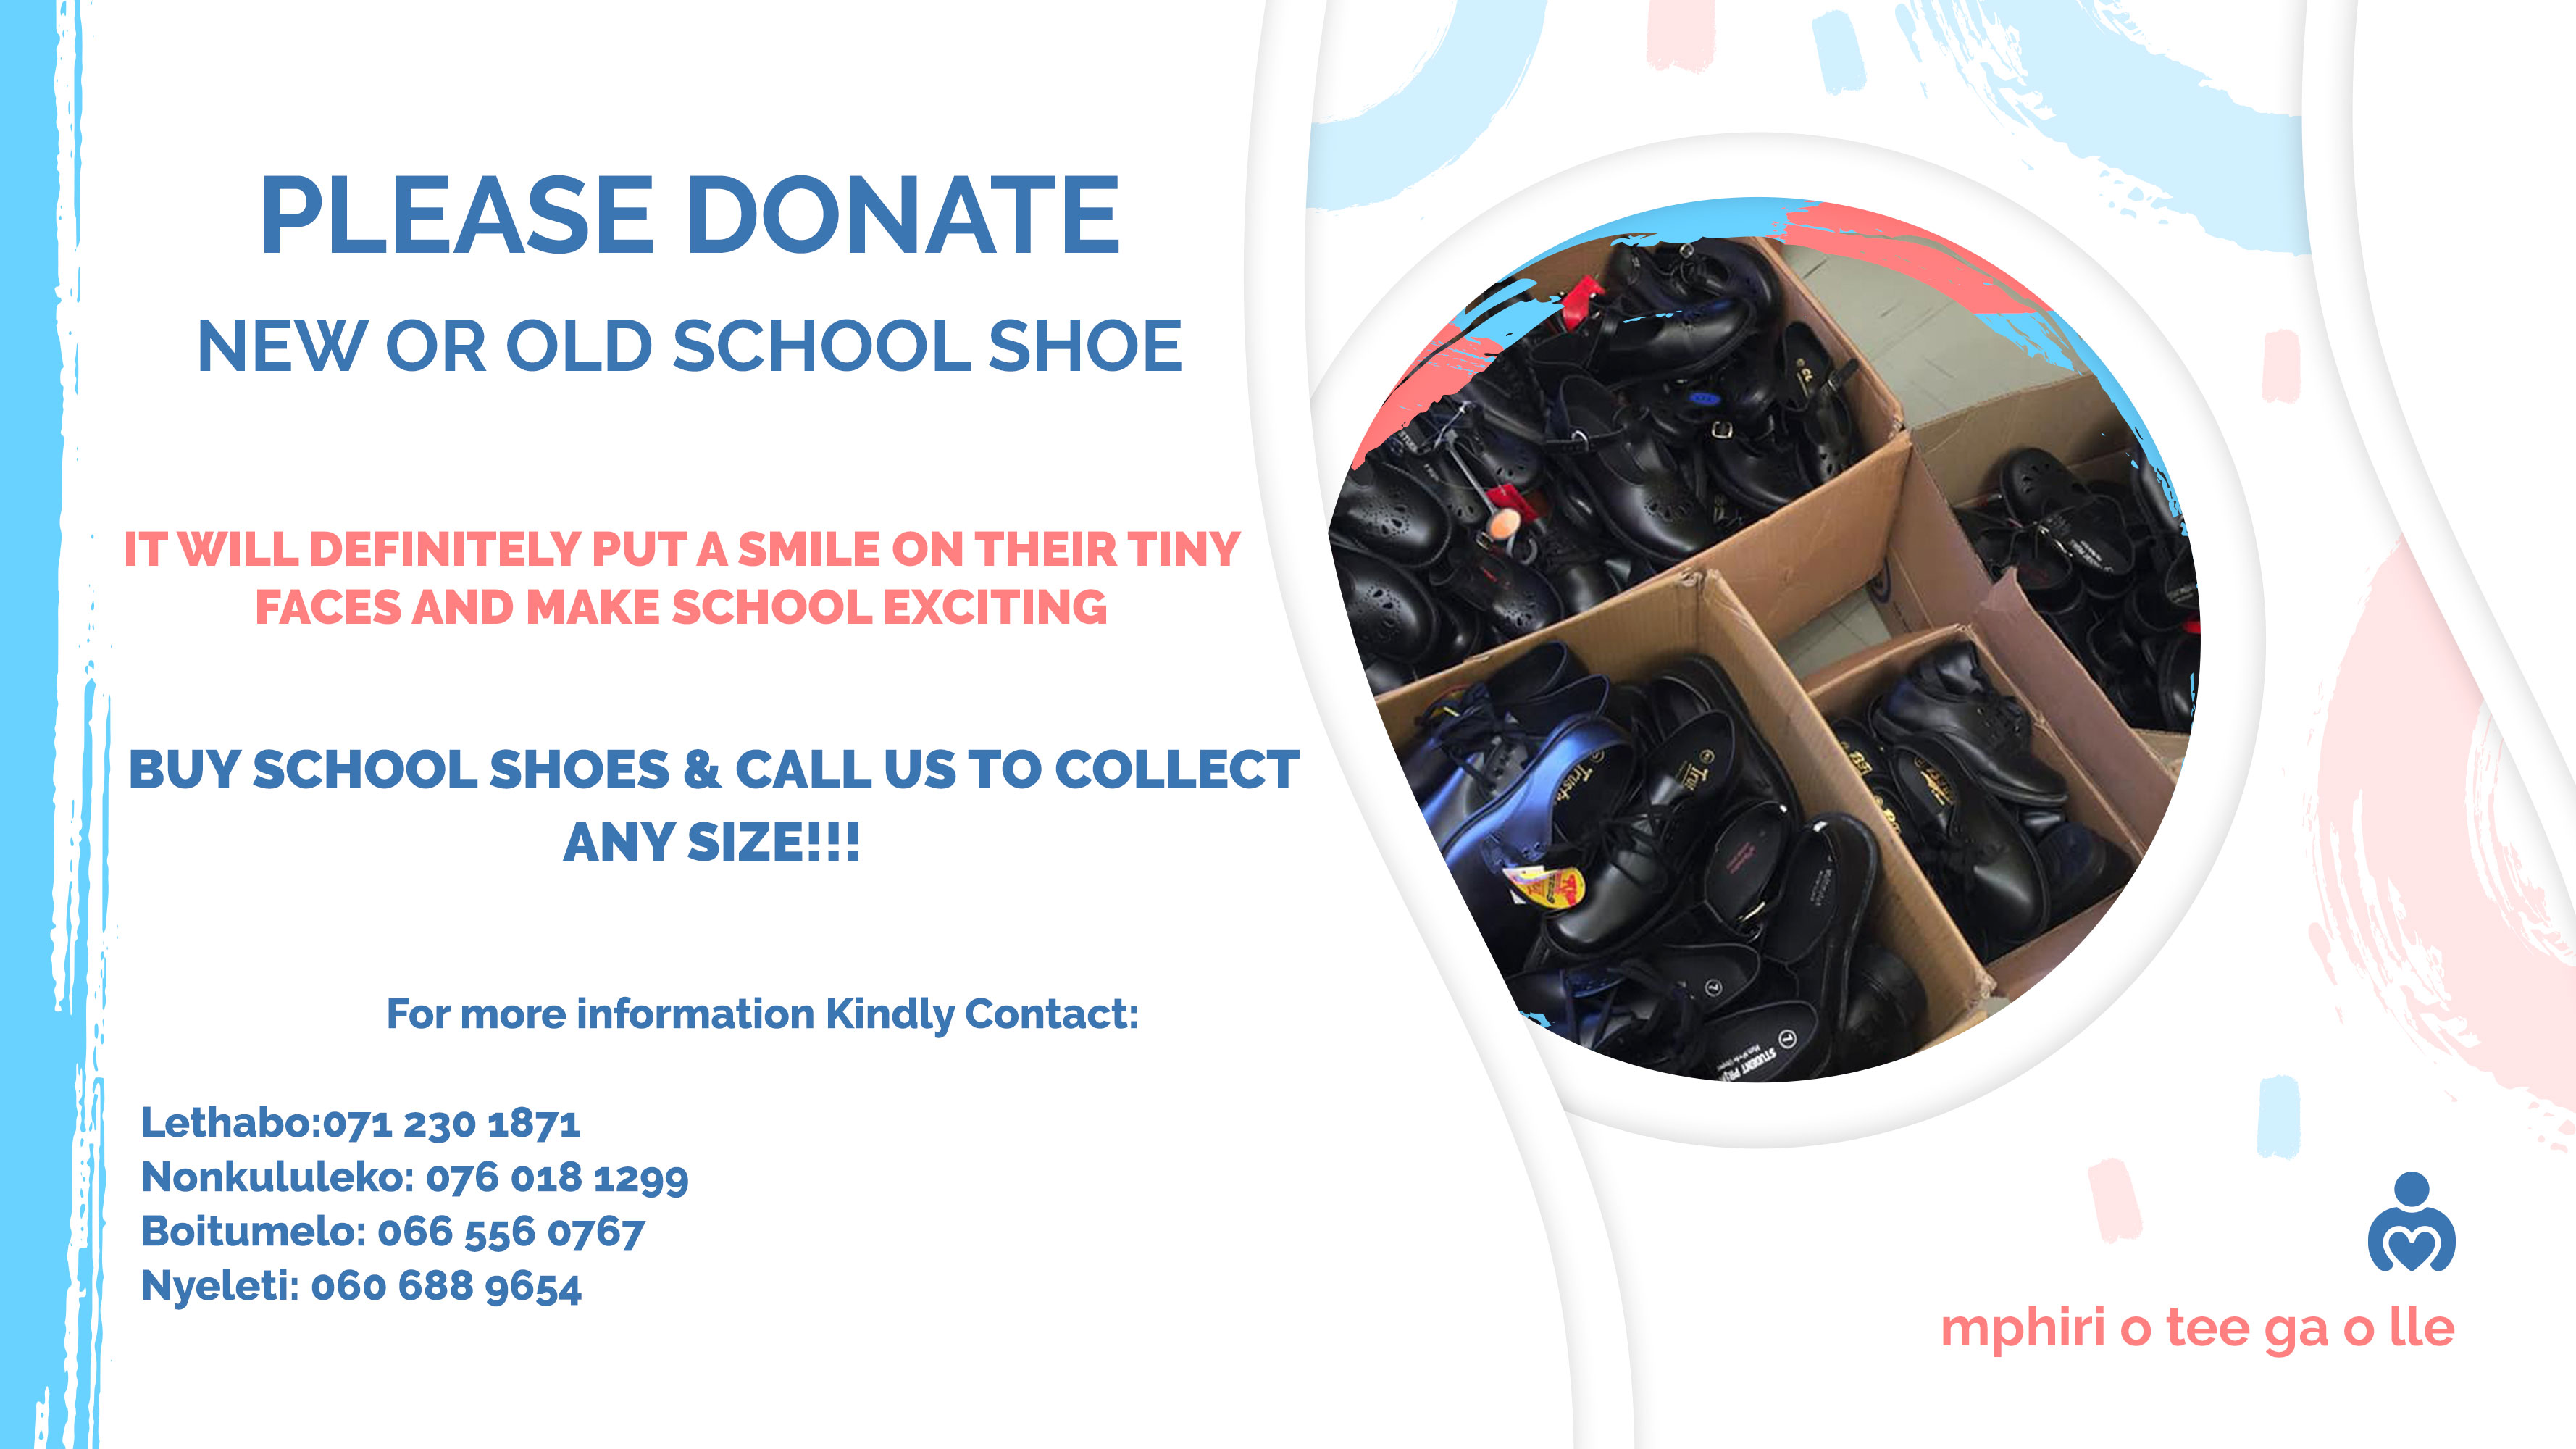 PLEASE DONATE
NEW OR OLD SCHOOL SHOE
IT WILL DEFINITELY PUT A SMILE ON THEIR TINY
FACES AND MAKE SCHOOL EXCITING
BUY SCHOOL SHOES & CALL US TO COLLECT
ANY SIZE!!!
For more information Kindly Contact:
Lethabo:071 230 1871
Nonkululeko: 076 018 1299
Boitumelo: 066 556 0767
Nyeleti: 060 688 9654
mphiri o tee ga o lle